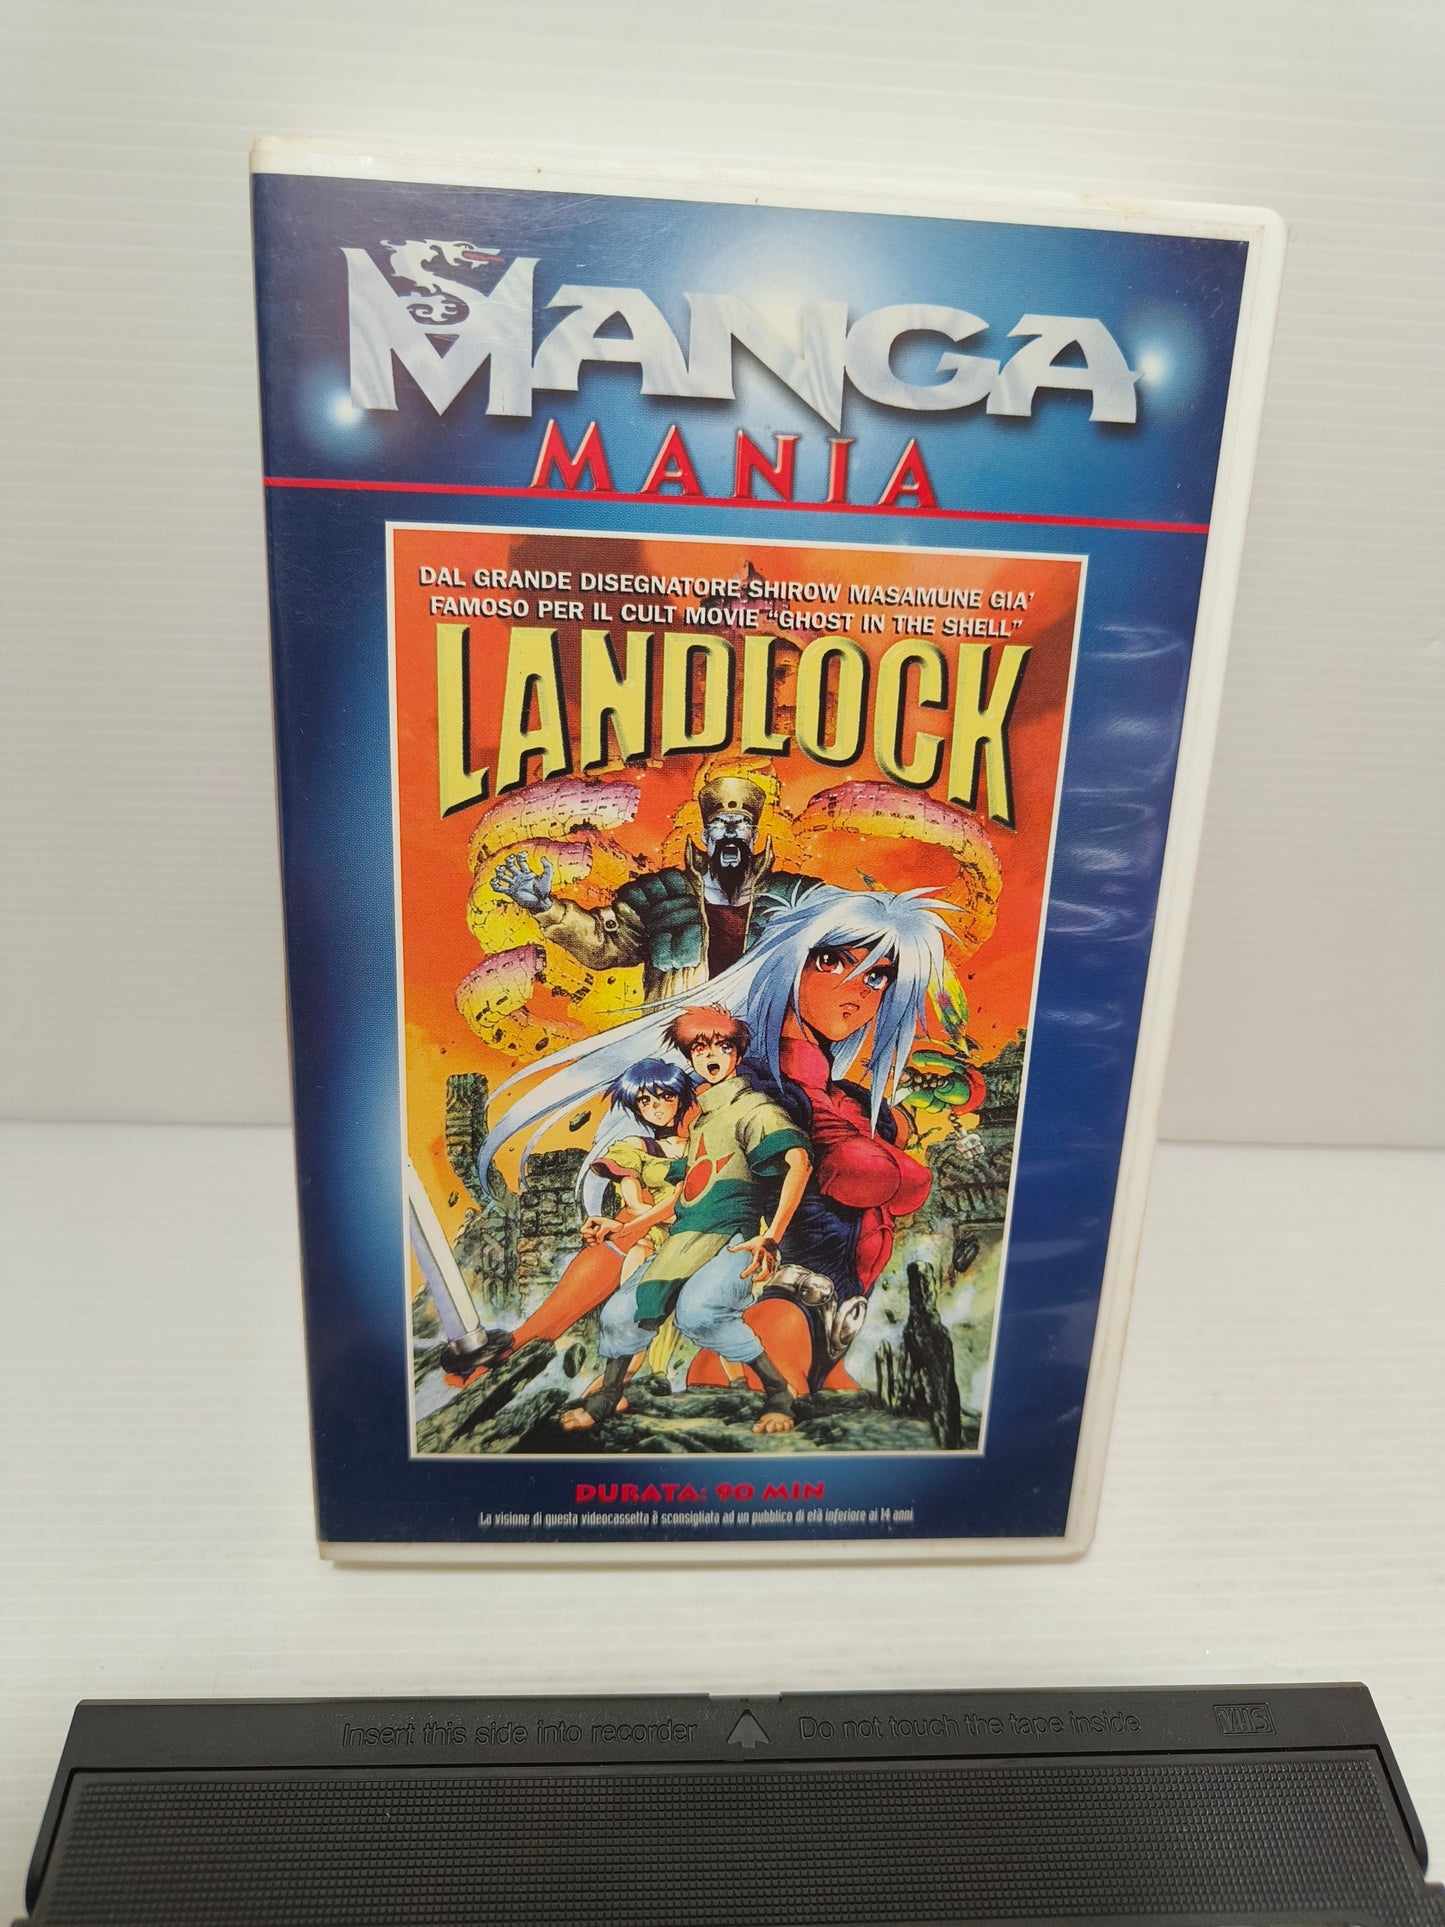 MANGA
MANIA
DAL GRANDE DISEGNATORE SHIROW MASAMUNE GIA'
FAMOSO PER IL CULT MOVIE "GHOST IN THE SHELL"
LANDLOCK
DURATA: 90 MIN
La visione di questa videocassetta è sconsigliata ad un pubblico di età inferiore ai 14 anni
Insert this side into recorder Do not touch the tape inside VHS